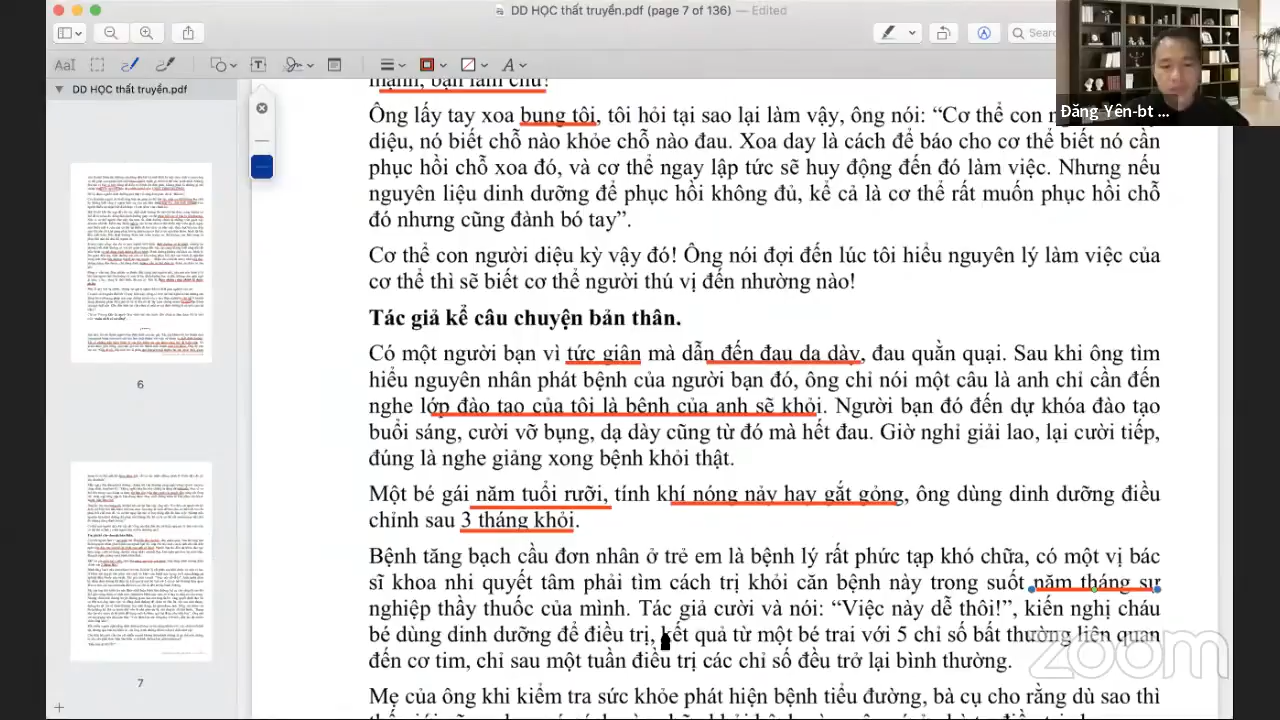 DD HỌC thất truyền.pdf (page 7 of 136) — Edited
Sear
DD HỌC thất truyền.pdf
Đăng Yên-bt ...
mạnh, bạn làm chủ!
Ông lấy tay xoa bụng tôi, tôi hỏi tại sao lại làm vậy, ông nói: “Cơ thể con
diệu, nó biết chỗ nào khỏe chỗ nào đau. Xoa day là cách để báo cho cơ thể biết nó cần
phục hồi chỗ xoa đó, và cơ thể ngay lập tức sẽ huy động đến đó làm việc. Nhưng nếu
nguyên liệu dinh dưỡng để phục hồi không đủ, kể cả là cơ thể rất muốn phục hồi chỗ
đó nhưng cũng đành bó tay”.
Cơ thể con người diệu kỳ vậy đó! Ông nói đợi đến lúc tôi hiểu nguyên lý làm việc của
cơ thể thì sẽ biết cơ thể người thú vị đến nhường nào!
Tác giả kể câu chuyện bản thân.
Có một người bạn vì tức giận mà dẫn đến đau dạ dày, đau quằn quại. Sau khi ông tìm
hiểu nguyên nhân phát bệnh của người bạn đó, ông chỉ nói một câu là anh chỉ cần đến
nghe lớp đào tạo của tôi là bệnh của anh sẽ khỏi. Người bạn đó đến dự khóa đào tạo
buổi sáng, cười vỡ bụng, dạ dày cũng từ đó mà hết đau. Giờ nghỉ giải lao, lại cười tiếp,
đúng là nghe giảng xong bệnh khỏi thật.
Một bé gái năm khí nóng nảy hại gan, ông dùng dinh dưỡng điều
chỉnh sau 3 tháng khỏi.
Bệnh tăng bạch cầu đơn nhân ở trẻ em là bệnh nan y, phức tạp khó chữa, có một vị bác
sĩ khoa nhi quyết tâm phải tìm cách trị khỏi căn bệnh này trong suốt năm tháng sự
nghiệp thầy thuốc của mình. Tác giả cười và nói: “Việc này dễ thôi!”, kiến nghị cháu
bé dùng dinh dưỡng để điều trị, kết quả từ một bé trai với 5 chỉ số bất thường liên quan
đến cơ tim, chỉ sau một tuần điều trị các chỉ số đều trở lại bình thường.
Mẹ của ông khi kiểm tra sức khỏe phát hiện bệnh tiểu đường, bà cụ cho rằng dù sao thì
6
7
zoom